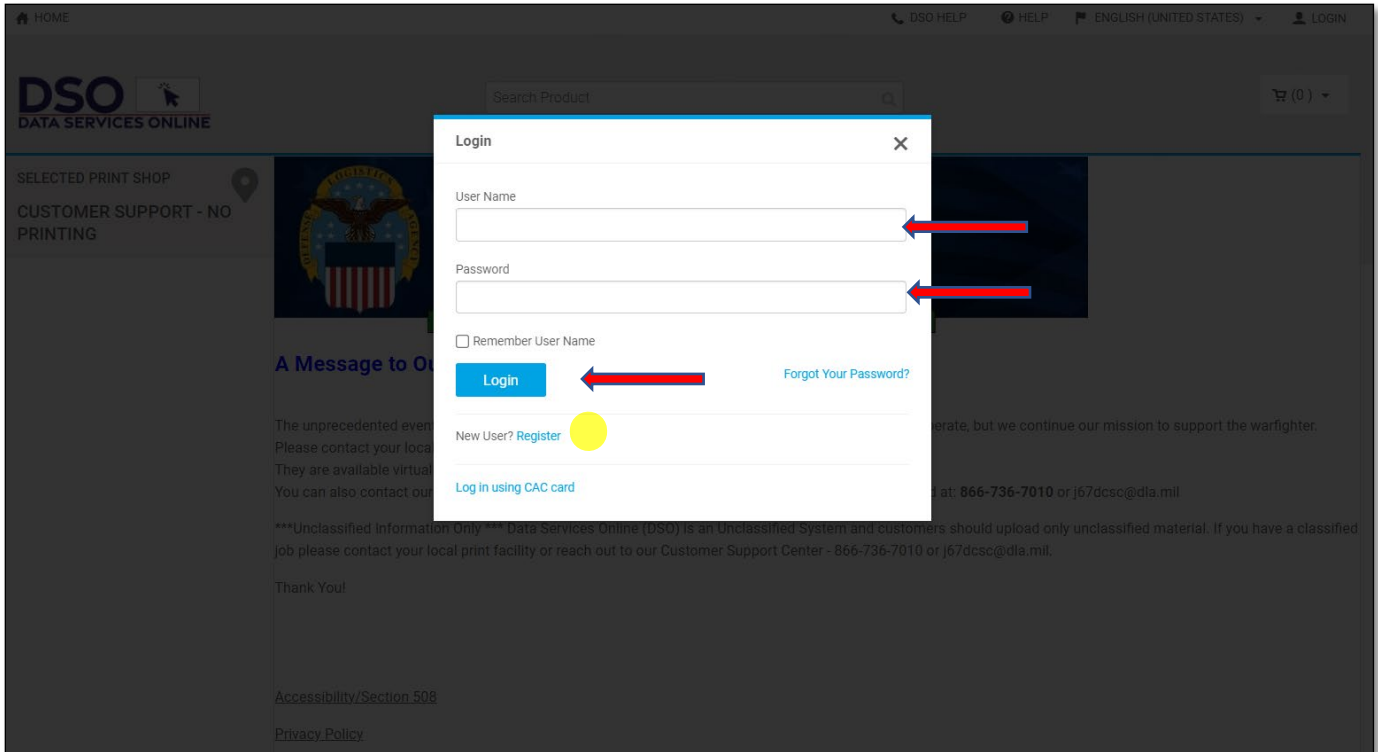 HOME
DSO HELP
HELP
ENGLISH (UNITED STATES)
LOGIN
DSO
DATA SERVICES ONLINE
Search Product
(0)
SELECTED PRINT SHOP
CUSTOMER SUPPORT - NO
PRINTING
DEFENSE LOGISTICS AGENCY
Login
User Name
Password
Remember User Name
Login
Forgot Your Password?
New User? Register
Log in using CAC card
A Message to Ou
The unprecedented even erate, but we continue our mission to support the warfighter.
Please contact your loca
They are available virtual
You can also contact our d at: 866-736-7010 or j67dcsc@dla.mil
***Unclassified Information Only *** Data Services Online (DSO) is an Unclassified System and customers should upload only unclassified material. If you have a classified
job please contact your local print facility or reach out to our Customer Support Center - 866-736-7010 or j67dcsc@dla.mil.
Thank You!
Accessibility/Section 508
Privacy Policy